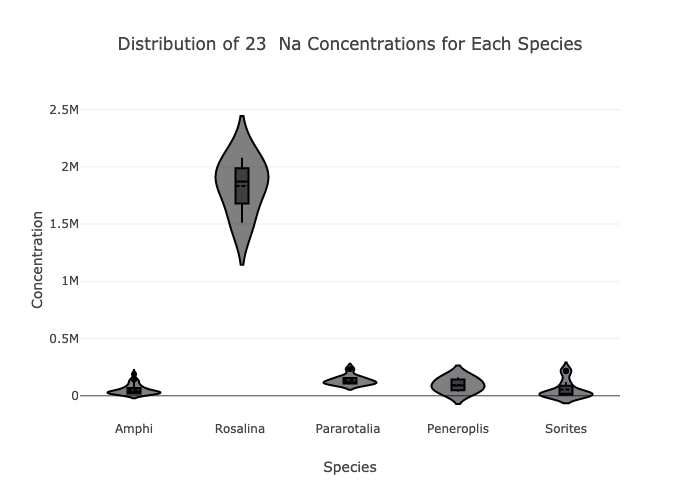 Distribution of 23  Na Concentrations for Each Species
2.5M
2M
1.5M
1M
0.5M
0
Concentration
Amphi Rosalina Pararotalia Peneroplis Sorites
Species